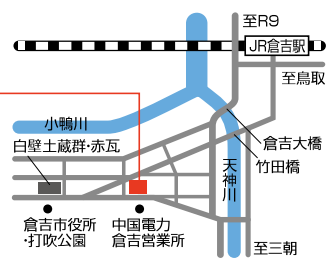 至R9
JR倉吉駅
至鳥取
小鴨川
白壁土蔵群･赤瓦
倉吉大橋
竹田橋
天神川
倉吉市役所
･打吹公園
中国電力
倉吉営業所
至三朝